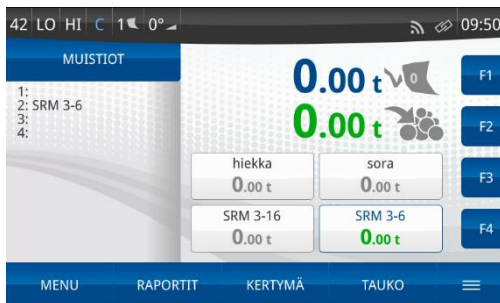 42 LO HI C 1 0° 09:50
MUISTIOT
1:
2: SRM 3-6
3:
4:
0.00 t 0
0.00 t
hiekka
0.00 t
sora
0.00 t
SRM 3-16
0.00 t
SRM 3-6
0.00 t
F1
F2
F3
F4
MENU RAPORTIT KERTYMÄ TAUKO